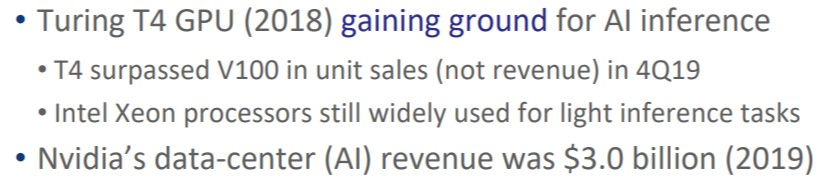 • Turing T4 GPU (2018) gaining ground for AI inference
• T4 surpassed V100 in unit sales (not revenue) in 4Q19
• Intel Xeon processors still widely used for light inference tasks
• Nvidia’s data-center (AI) revenue was $3.0 billion (2019)